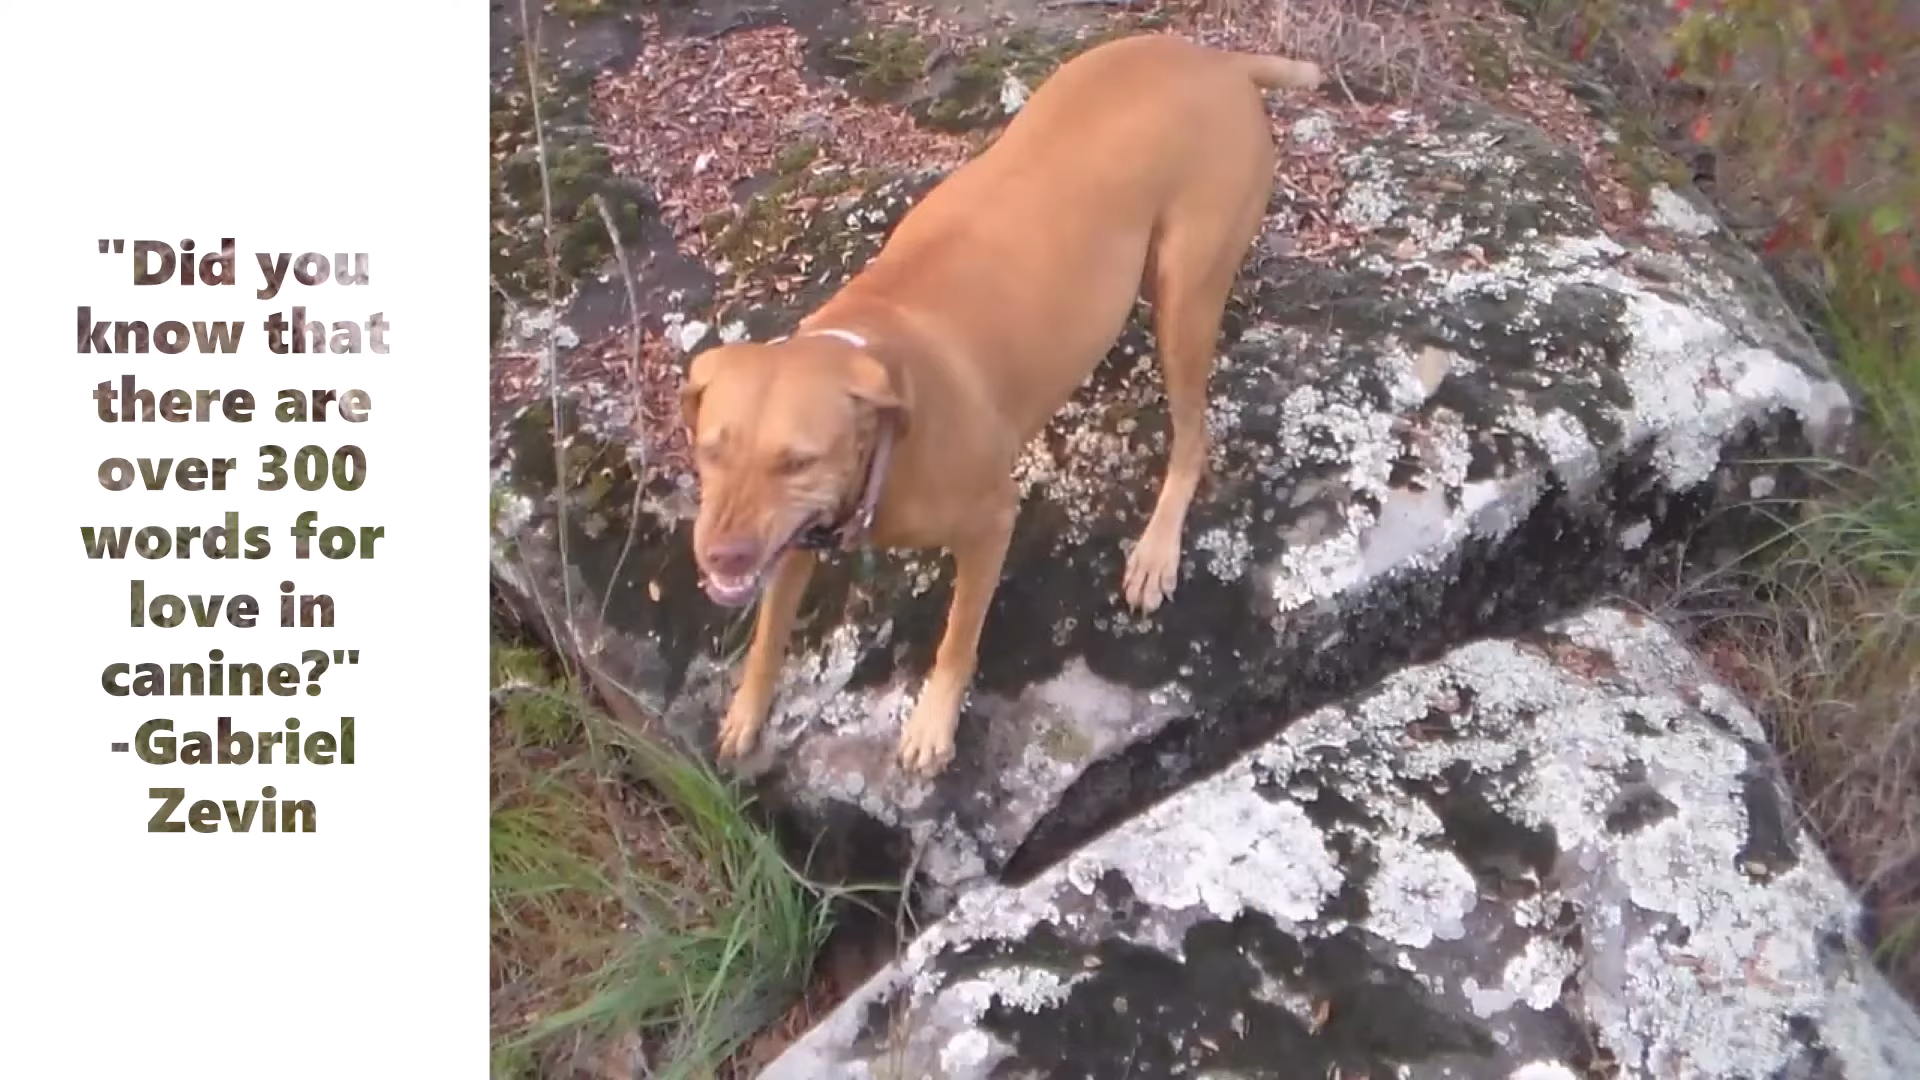 "Did you
know that
there are
over 300
words for
love in
canine?"
-Gabriel
Zevin